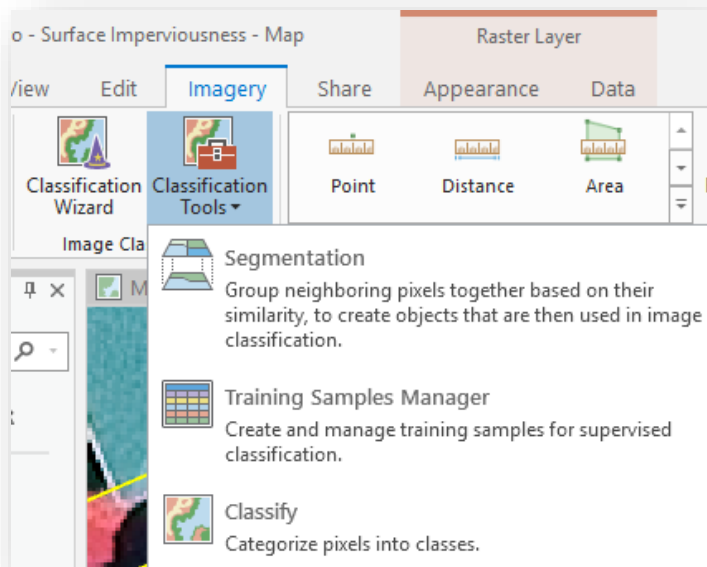 o - Surface Imperviousness - Map
Raster Layer
View Edit Imagery Share Appearance Data
Classification Wizard
Classification Tools
Point
Distance
Area
Image Cla
M
Segmentation
Group neighboring pixels together based on their
similarity, to create objects that are then used in image
classification.
Training Samples Manager
Create and manage training samples for supervised
classification.
Classify
Categorize pixels into classes.